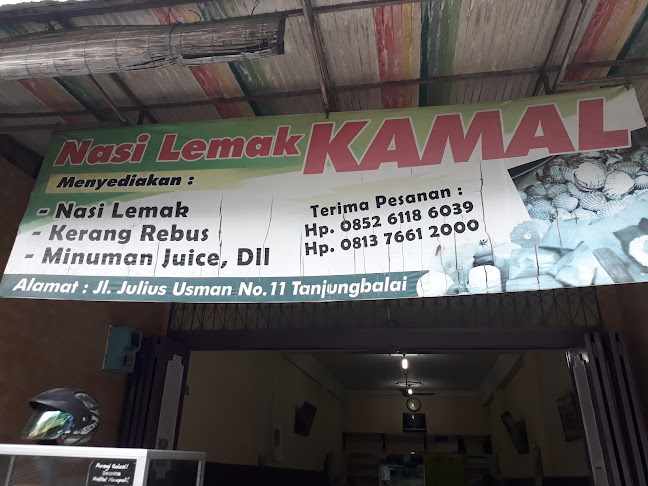 Nasi Lemak KAMAL
Menyediakan :
- Nasi Lemak
- Kerang Rebus
- Minuman Juice, Dll
Terima Pesanan :
Hp. 0852 6118 6039
Hp. 0813 7661 2000
Alamat : Jl. Julius Usman No.11 Tanjungbalai